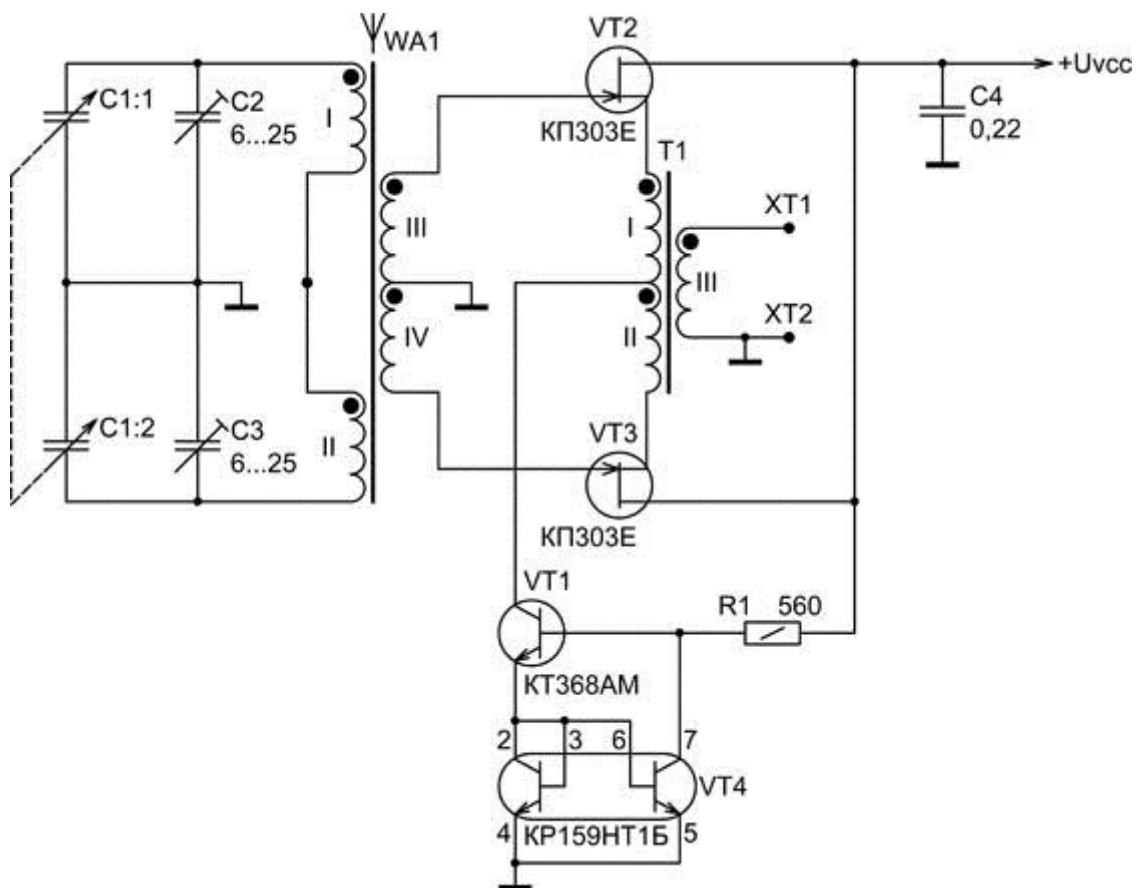 WA1
VT2
+Uvcc
C1:1
C2
6...25
I
КП303Е
C4
0,22
T1
III
I
XT1
III
IV
II
XT2
C1:2
C3
6...25
II
VT3
КП303Е
VT1
R1 560
КТ368АМ
2 3 6 7
VT4
4 КР159НТ1Б 5